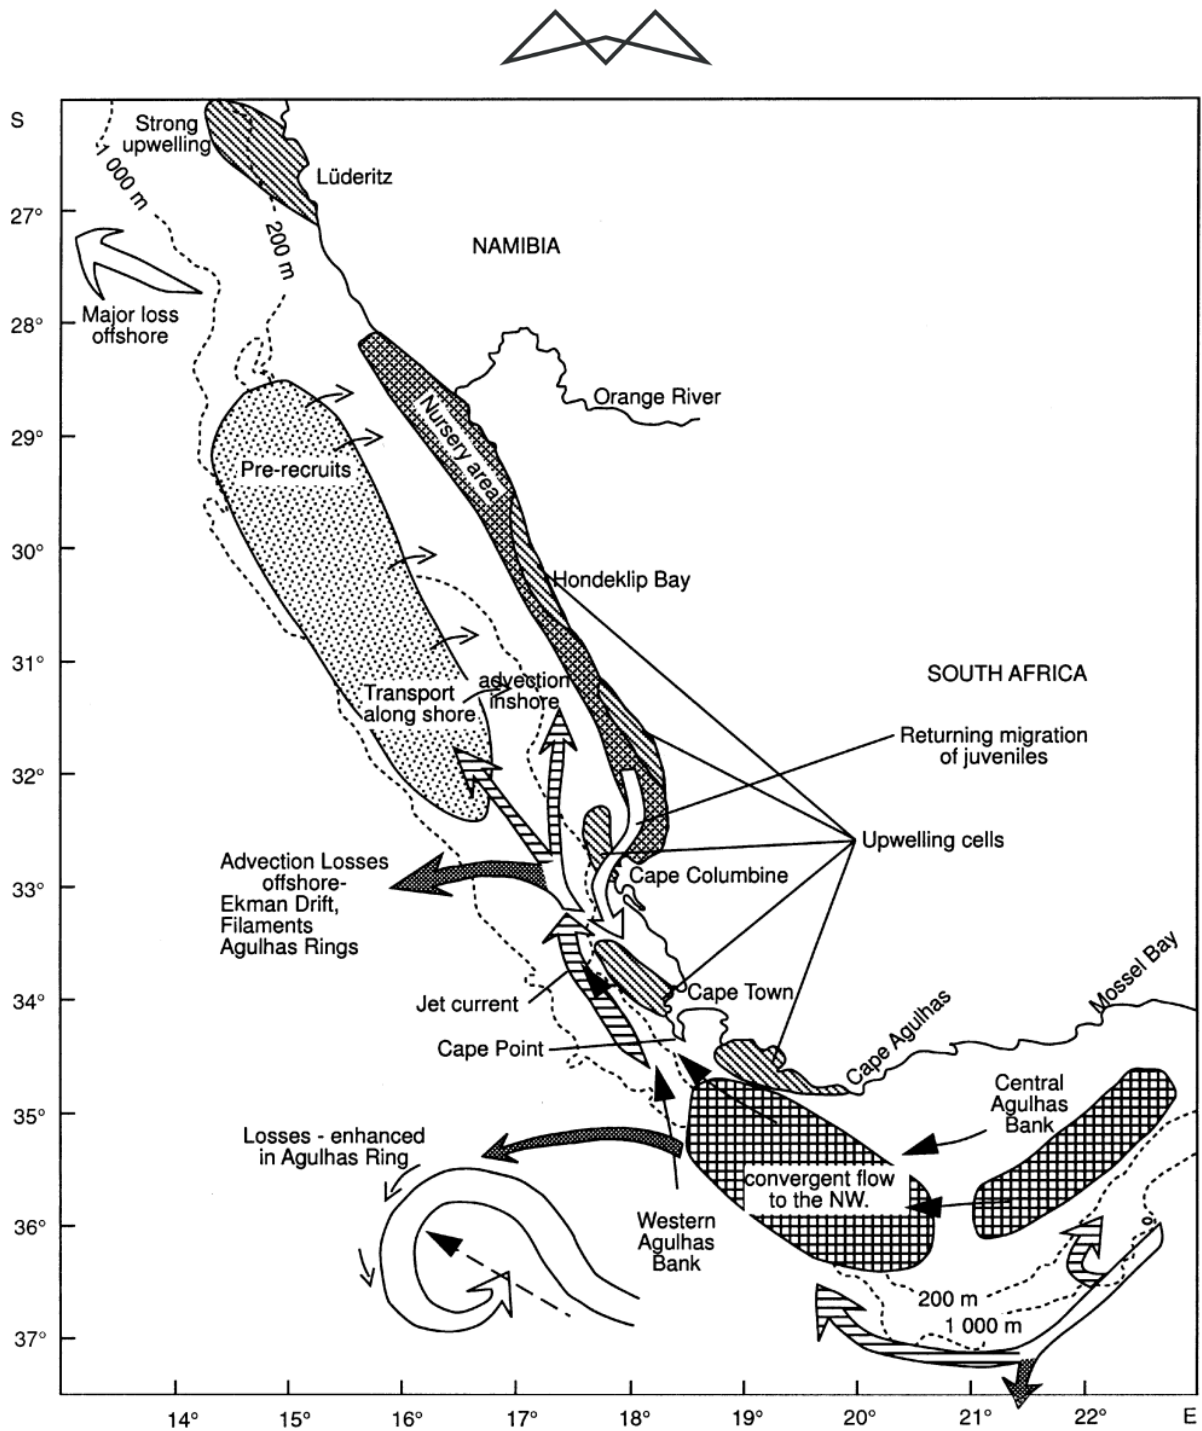 S
Strong
upwelling
1 000 m
Lüderitz
27°
200 m
NAMIBIA
Major loss
offshore
28°
Orange River
Nursery area
29°
Pre-recruits
30°
Hondeklip Bay
31°
SOUTH AFRICA
advection
inshore
Transport
along shore
Returning migration
of juveniles
32°
Upwelling cells
Advection Losses
offshore-
Ekman Drift,
Filaments
Agulhas Rings
33°
Cape Columbine
Mossel Bay
34°
Jet current
Cape Town
Cape Point
Cape Agulhas
Central
Agulhas
Bank
35°
Losses - enhanced
in Agulhas Ring
convergent flow
to the NW.
36°
Western
Agulhas
Bank
200 m
1 000 m
37°
14°
15°
16°
17°
18°
19°
20°
21°
22°
E